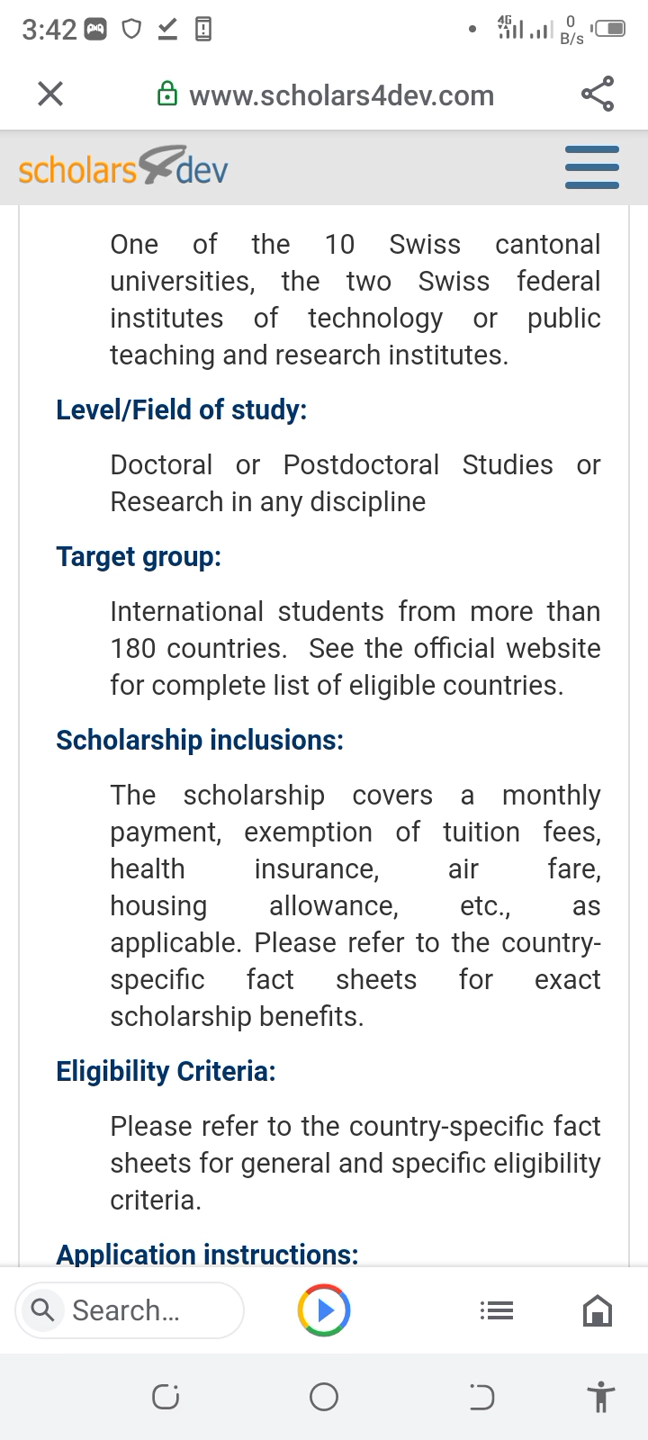 3:42
4G
0
B/s
www.scholars4dev.com
scholars4dev
One of the 10 Swiss cantonal
universities, the two Swiss federal
institutes of technology or public
teaching and research institutes.
Level/Field of study:
Doctoral or Postdoctoral Studies or
Research in any discipline
Target group:
International students from more than
180 countries. See the official website
for complete list of eligible countries.
Scholarship inclusions:
The scholarship covers a monthly
payment, exemption of tuition fees,
health insurance, air fare,
housing allowance, etc., as
applicable. Please refer to the country-
specific fact sheets for exact
scholarship benefits.
Eligibility Criteria:
Please refer to the country-specific fact
sheets for general and specific eligibility
criteria.
Application instructions:
Search...